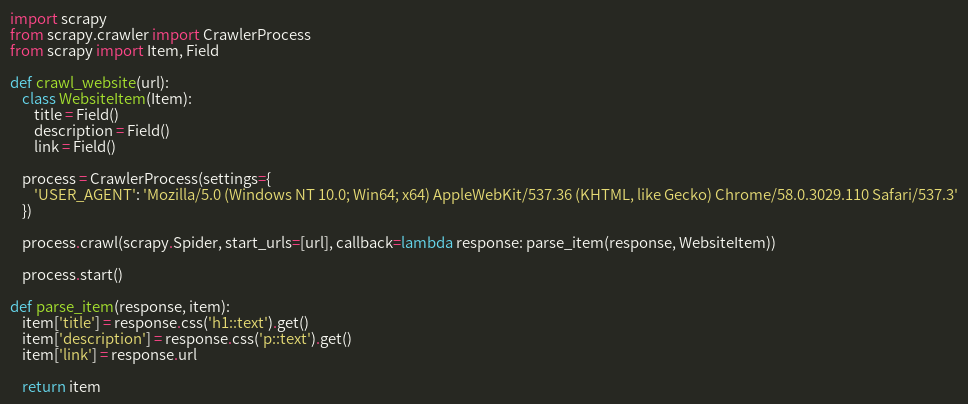 import scrapy
from scrapy.crawler import CrawlerProcess
from scrapy import Item, Field

def crawl_website(url):
    class WebsiteItem(Item):
        title = Field()
        description = Field()
        link = Field()

    process = CrawlerProcess(settings={
        'USER_AGENT': 'Mozilla/5.0 (Windows NT 10.0; Win64; x64) AppleWebKit/537.36 (KHTML, like Gecko) Chrome/58.0.3029.110 Safari/537.3'
    })

    process.crawl(scrapy.Spider, start_urls=[url], callback=lambda response: parse_item(response, WebsiteItem))

    process.start()

def parse_item(response, item):
    item['title'] = response.css('h1::text').get()
    item['description'] = response.css('p::text').get()
    item['link'] = response.url

    return item